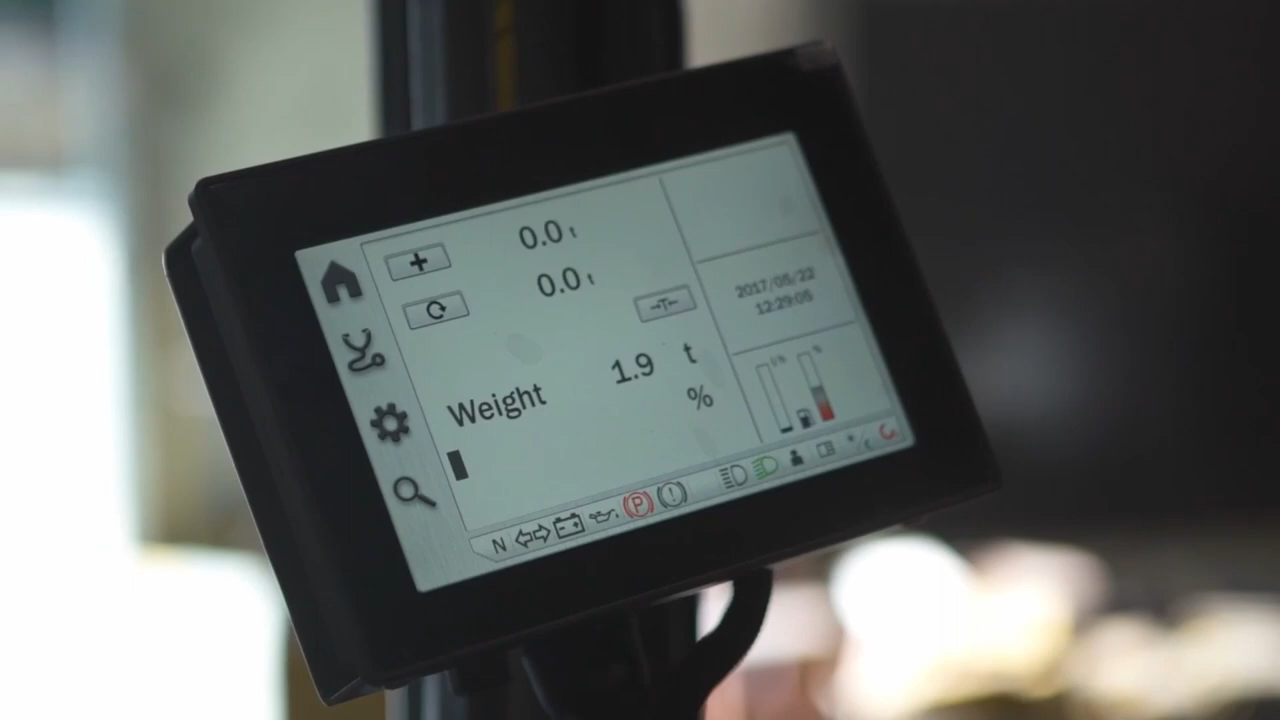 0.0 t
0.0 t
→T←
2017/05/22
12:29:05
Weight 1.9 t
%
l/h %
N
P